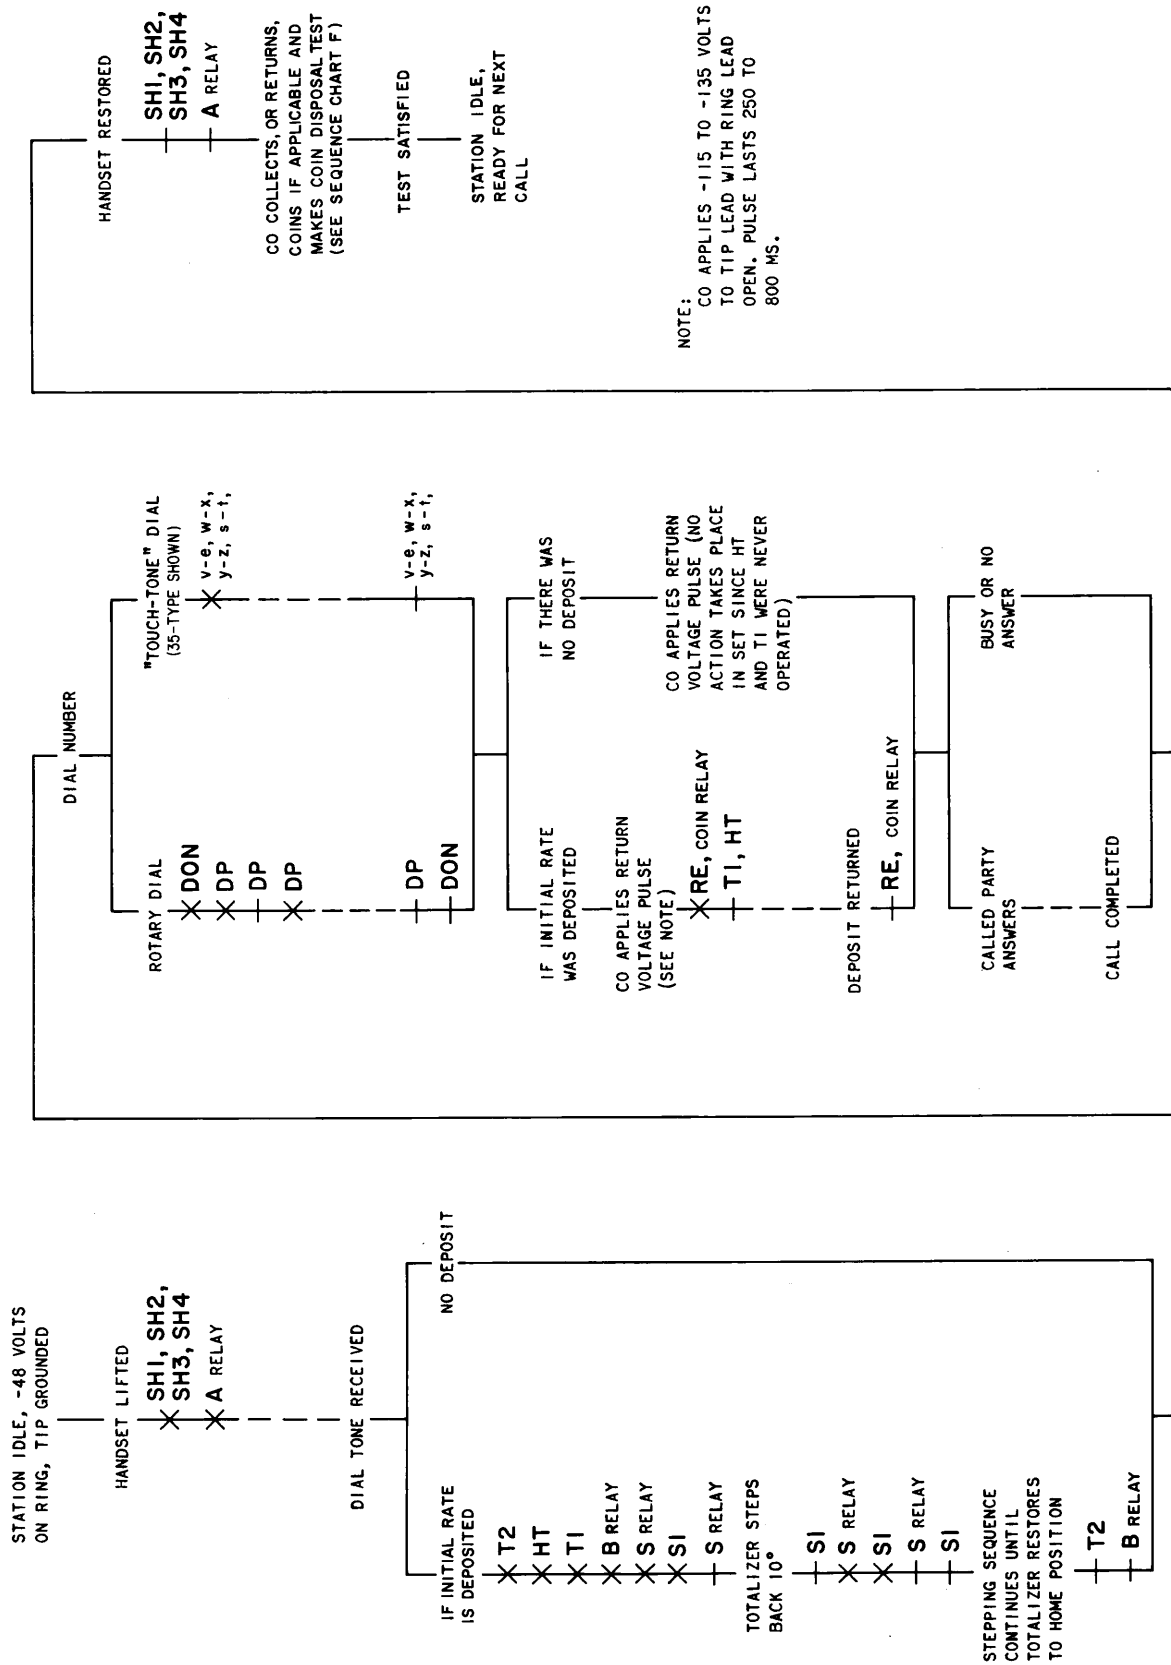 STATION IDLE, -48 VOLTS
ON RING, TIP GROUNDED
HANDSET LIFTED
SH1, SH2,
SH3, SH4
A RELAY
DIAL TONE RECEIVED
IF INITIAL RATE
IS DEPOSITED
T2
HT
T1
B RELAY
S RELAY
S1
S RELAY
TOTALIZER STEPS
BACK 10°
S1
S RELAY
S1
S RELAY
S1
STEPPING SEQUENCE
CONTINUES UNTIL
TOTALIZER RESTORES
TO HOME POSITION
T2
B RELAY
NO DEPOSIT
DIAL NUMBER
ROTARY DIAL
DON
DP
DP
DP
DP
DON
"TOUCH-TONE" DIAL
(35-TYPE SHOWN)
v-e, w-x,
y-z, s-t,
v-e, w-x,
y-z, s-t,
IF INITIAL RATE
WAS DEPOSITED
CO APPLIES RETURN
VOLTAGE PULSE
(SEE NOTE)
RE, COIN RELAY
T1, HT
DEPOSIT RETURNED
RE, COIN RELAY
IF THERE WAS
NO DEPOSIT
CO APPLIES RETURN
VOLTAGE PULSE (NO
ACTION TAKES PLACE
IN SET SINCE HT
AND T1 WERE NEVER
OPERATED)
CALLED PARTY
ANSWERS
CALL COMPLETED
BUSY OR NO
ANSWER
HANDSET RESTORED
SH1, SH2,
SH3, SH4
A RELAY
CO COLLECTS, OR RETURNS,
COINS IF APPLICABLE AND
MAKES COIN DISPOSAL TEST
(SEE SEQUENCE CHART F)
TEST SATISFIED
STATION IDLE,
READY FOR NEXT
CALL
NOTE:
CO APPLIES -115 TO -135 VOLTS
TO TIP LEAD WITH RING LEAD
OPEN. PULSE LASTS 250 TO
800 MS.